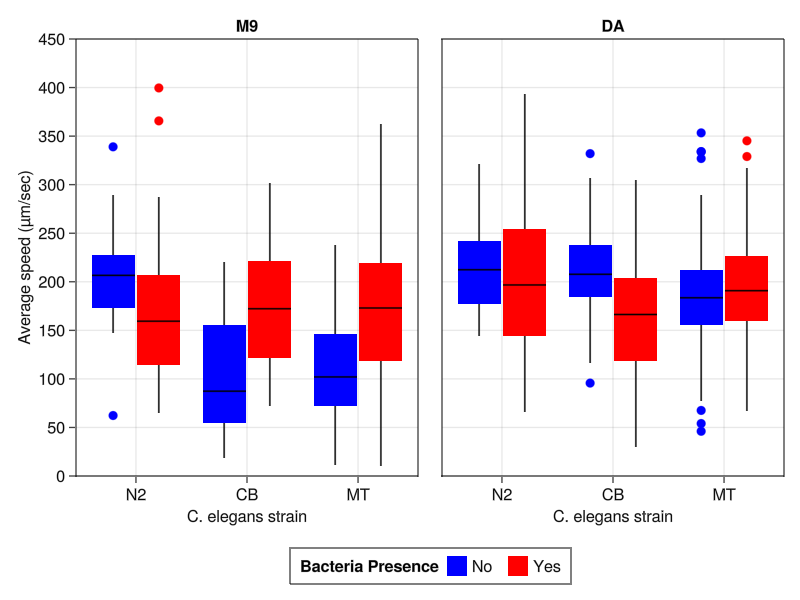 M9
DA
Average speed (µm/sec)
450
400
350
300
250
200
150
100
50
0
N2 CB MT
N2 CB MT
C. elegans strain
C. elegans strain
Bacteria Presence No Yes